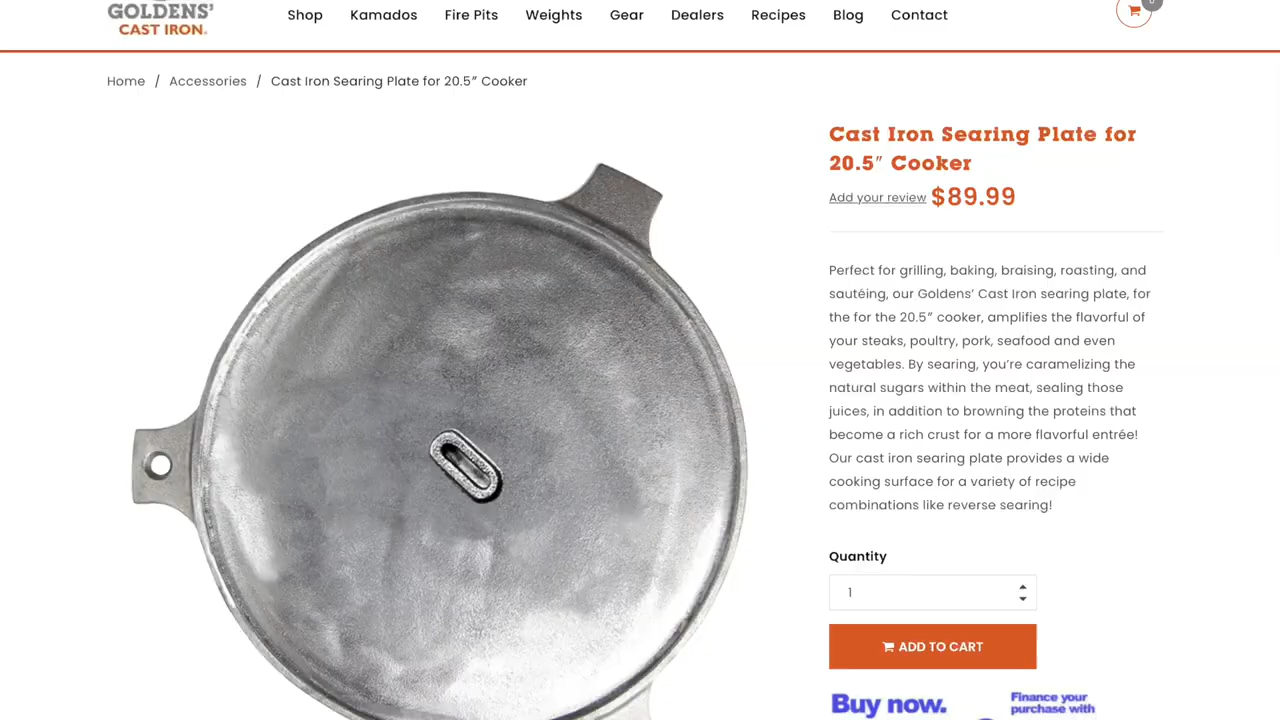 GOLDENS'
CAST IRON.
Shop Kamados Fire Pits Weights Gear Dealers Recipes Blog Contact
0
Home / Accessories / Cast Iron Searing Plate for 20.5″ Cooker
Cast Iron Searing Plate for
20.5″ Cooker
Add your review $89.99
Perfect for grilling, baking, braising, roasting, and
sautéing, our Goldens’ Cast Iron searing plate, for
the for the 20.5″ cooker, amplifies the flavorful of
your steaks, poultry, pork, seafood and even
vegetables. By searing, you’re caramelizing the
natural sugars within the meat, sealing those
juices, in addition to browning the proteins that
become a rich crust for a more flavorful entrée!
Our cast iron searing plate provides a wide
cooking surface for a variety of recipe
combinations like reverse searing!
Quantity
1
ADD TO CART
Buy now.
Finance your
purchase with